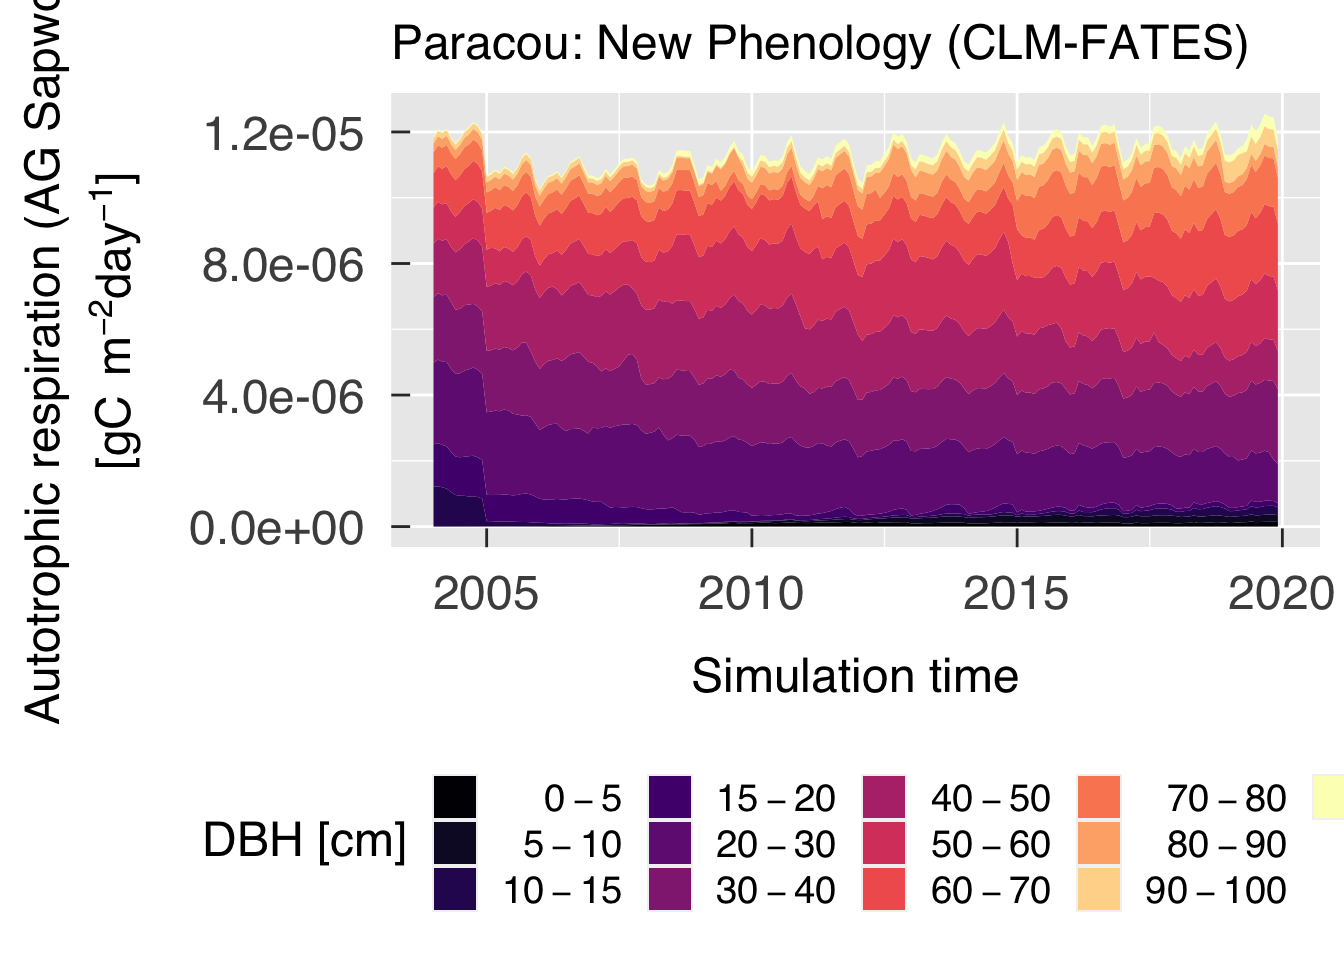 Paracou: New Phenology (CLM-FATES)
Autotrophic respiration (AG
[gC m⁻²day⁻¹]
1.2e-05
8.0e-06
4.0e-06
0.0e+00
2005 2010 2015 2020
Simulation time
DBH [cm]
0 – 5 15 – 20 40 – 50 70 – 80
5 – 10 20 – 30 50 – 60 80 – 90
10 – 15 30 – 40 60 – 70 90 – 100